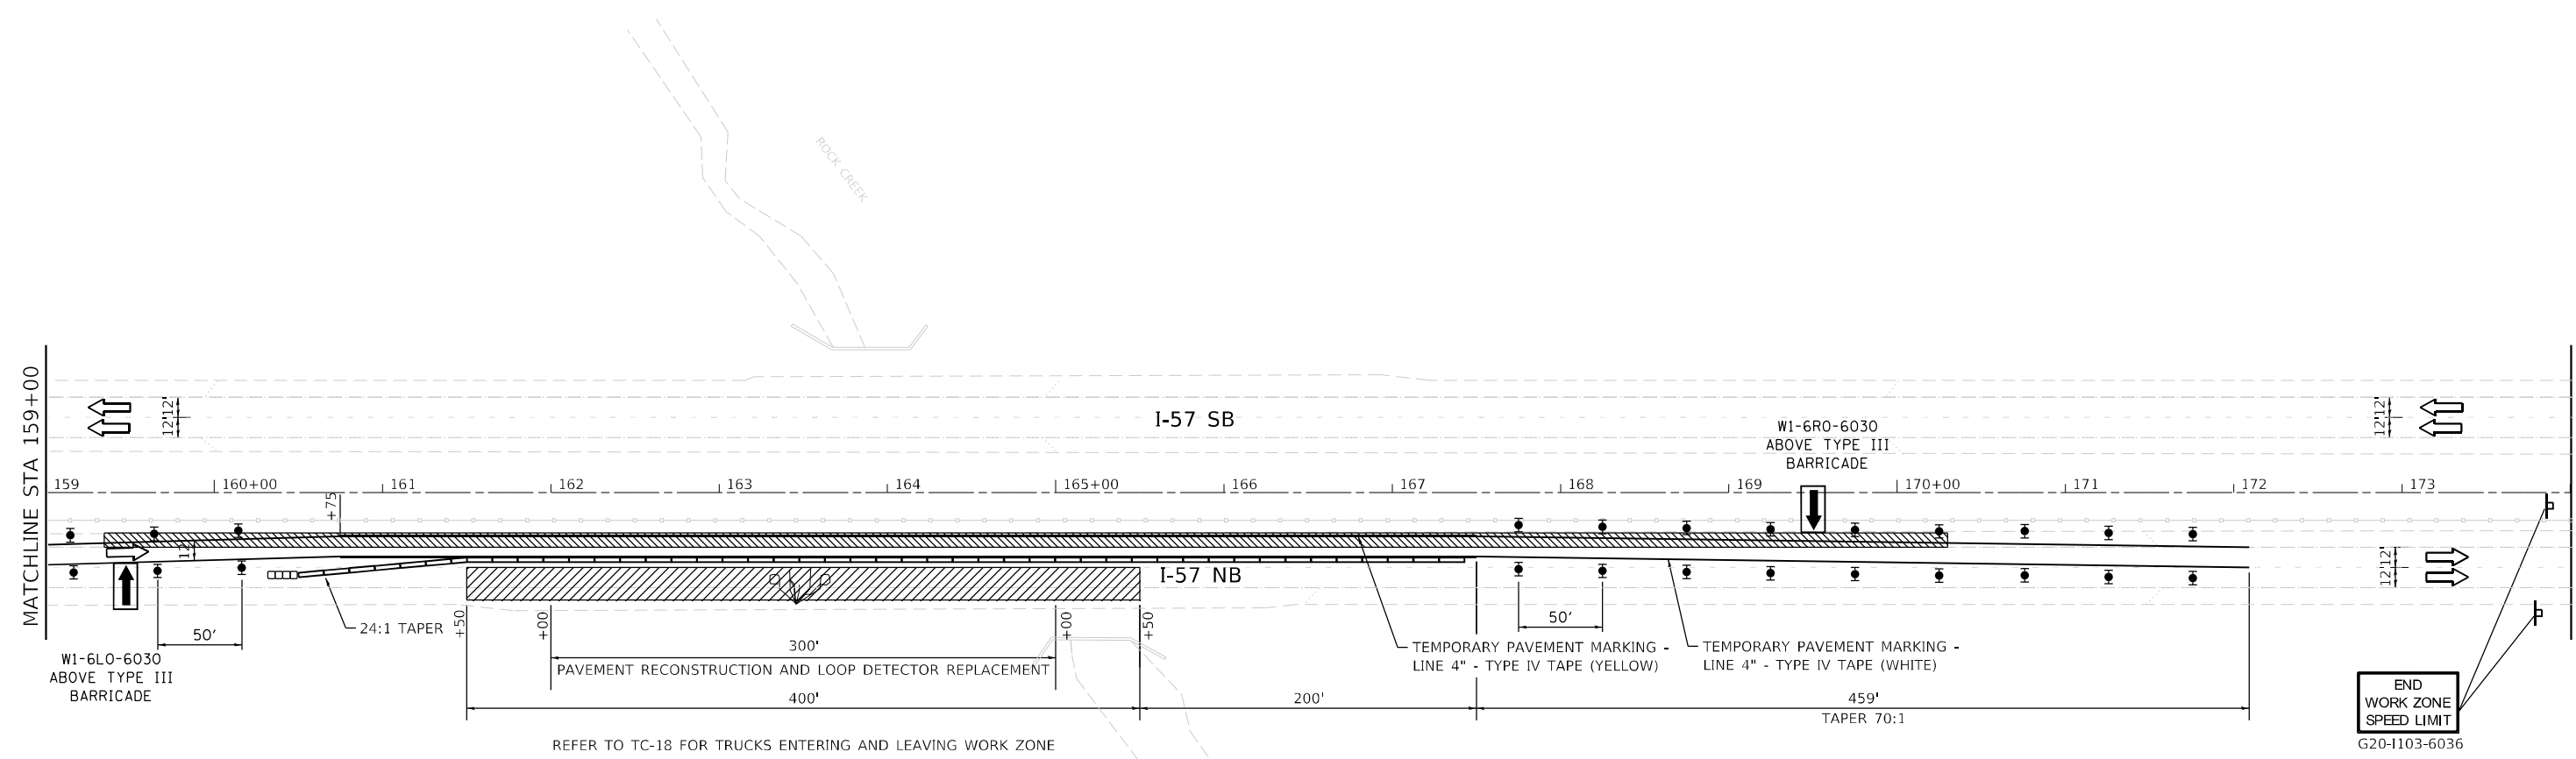 ROCK CREEK
MATCHLINE STA 159+00
12'
12'
I-57 SB
W1-6R0-6030
ABOVE TYPE III
BARRICADE
12'
12'
159
160+00
161
162
163
164
165+00
166
167
168
169
170+00
171
172
173
+75
12'
I-57 NB
12'
12'
24:1 TAPER
50'
W1-6L0-6030
ABOVE TYPE III
BARRICADE
+50
+00
+00
+50
300'
PAVEMENT RECONSTRUCTION AND LOOP DETECTOR REPLACEMENT
50'
TEMPORARY PAVEMENT MARKING -
LINE 4" - TYPE IV TAPE (YELLOW)
TEMPORARY PAVEMENT MARKING -
LINE 4" - TYPE IV TAPE (WHITE)
400'
200'
459'
TAPER 70:1
REFER TO TC-18 FOR TRUCKS ENTERING AND LEAVING WORK ZONE
END
WORK ZONE
SPEED LIMIT
G20-I103-6036